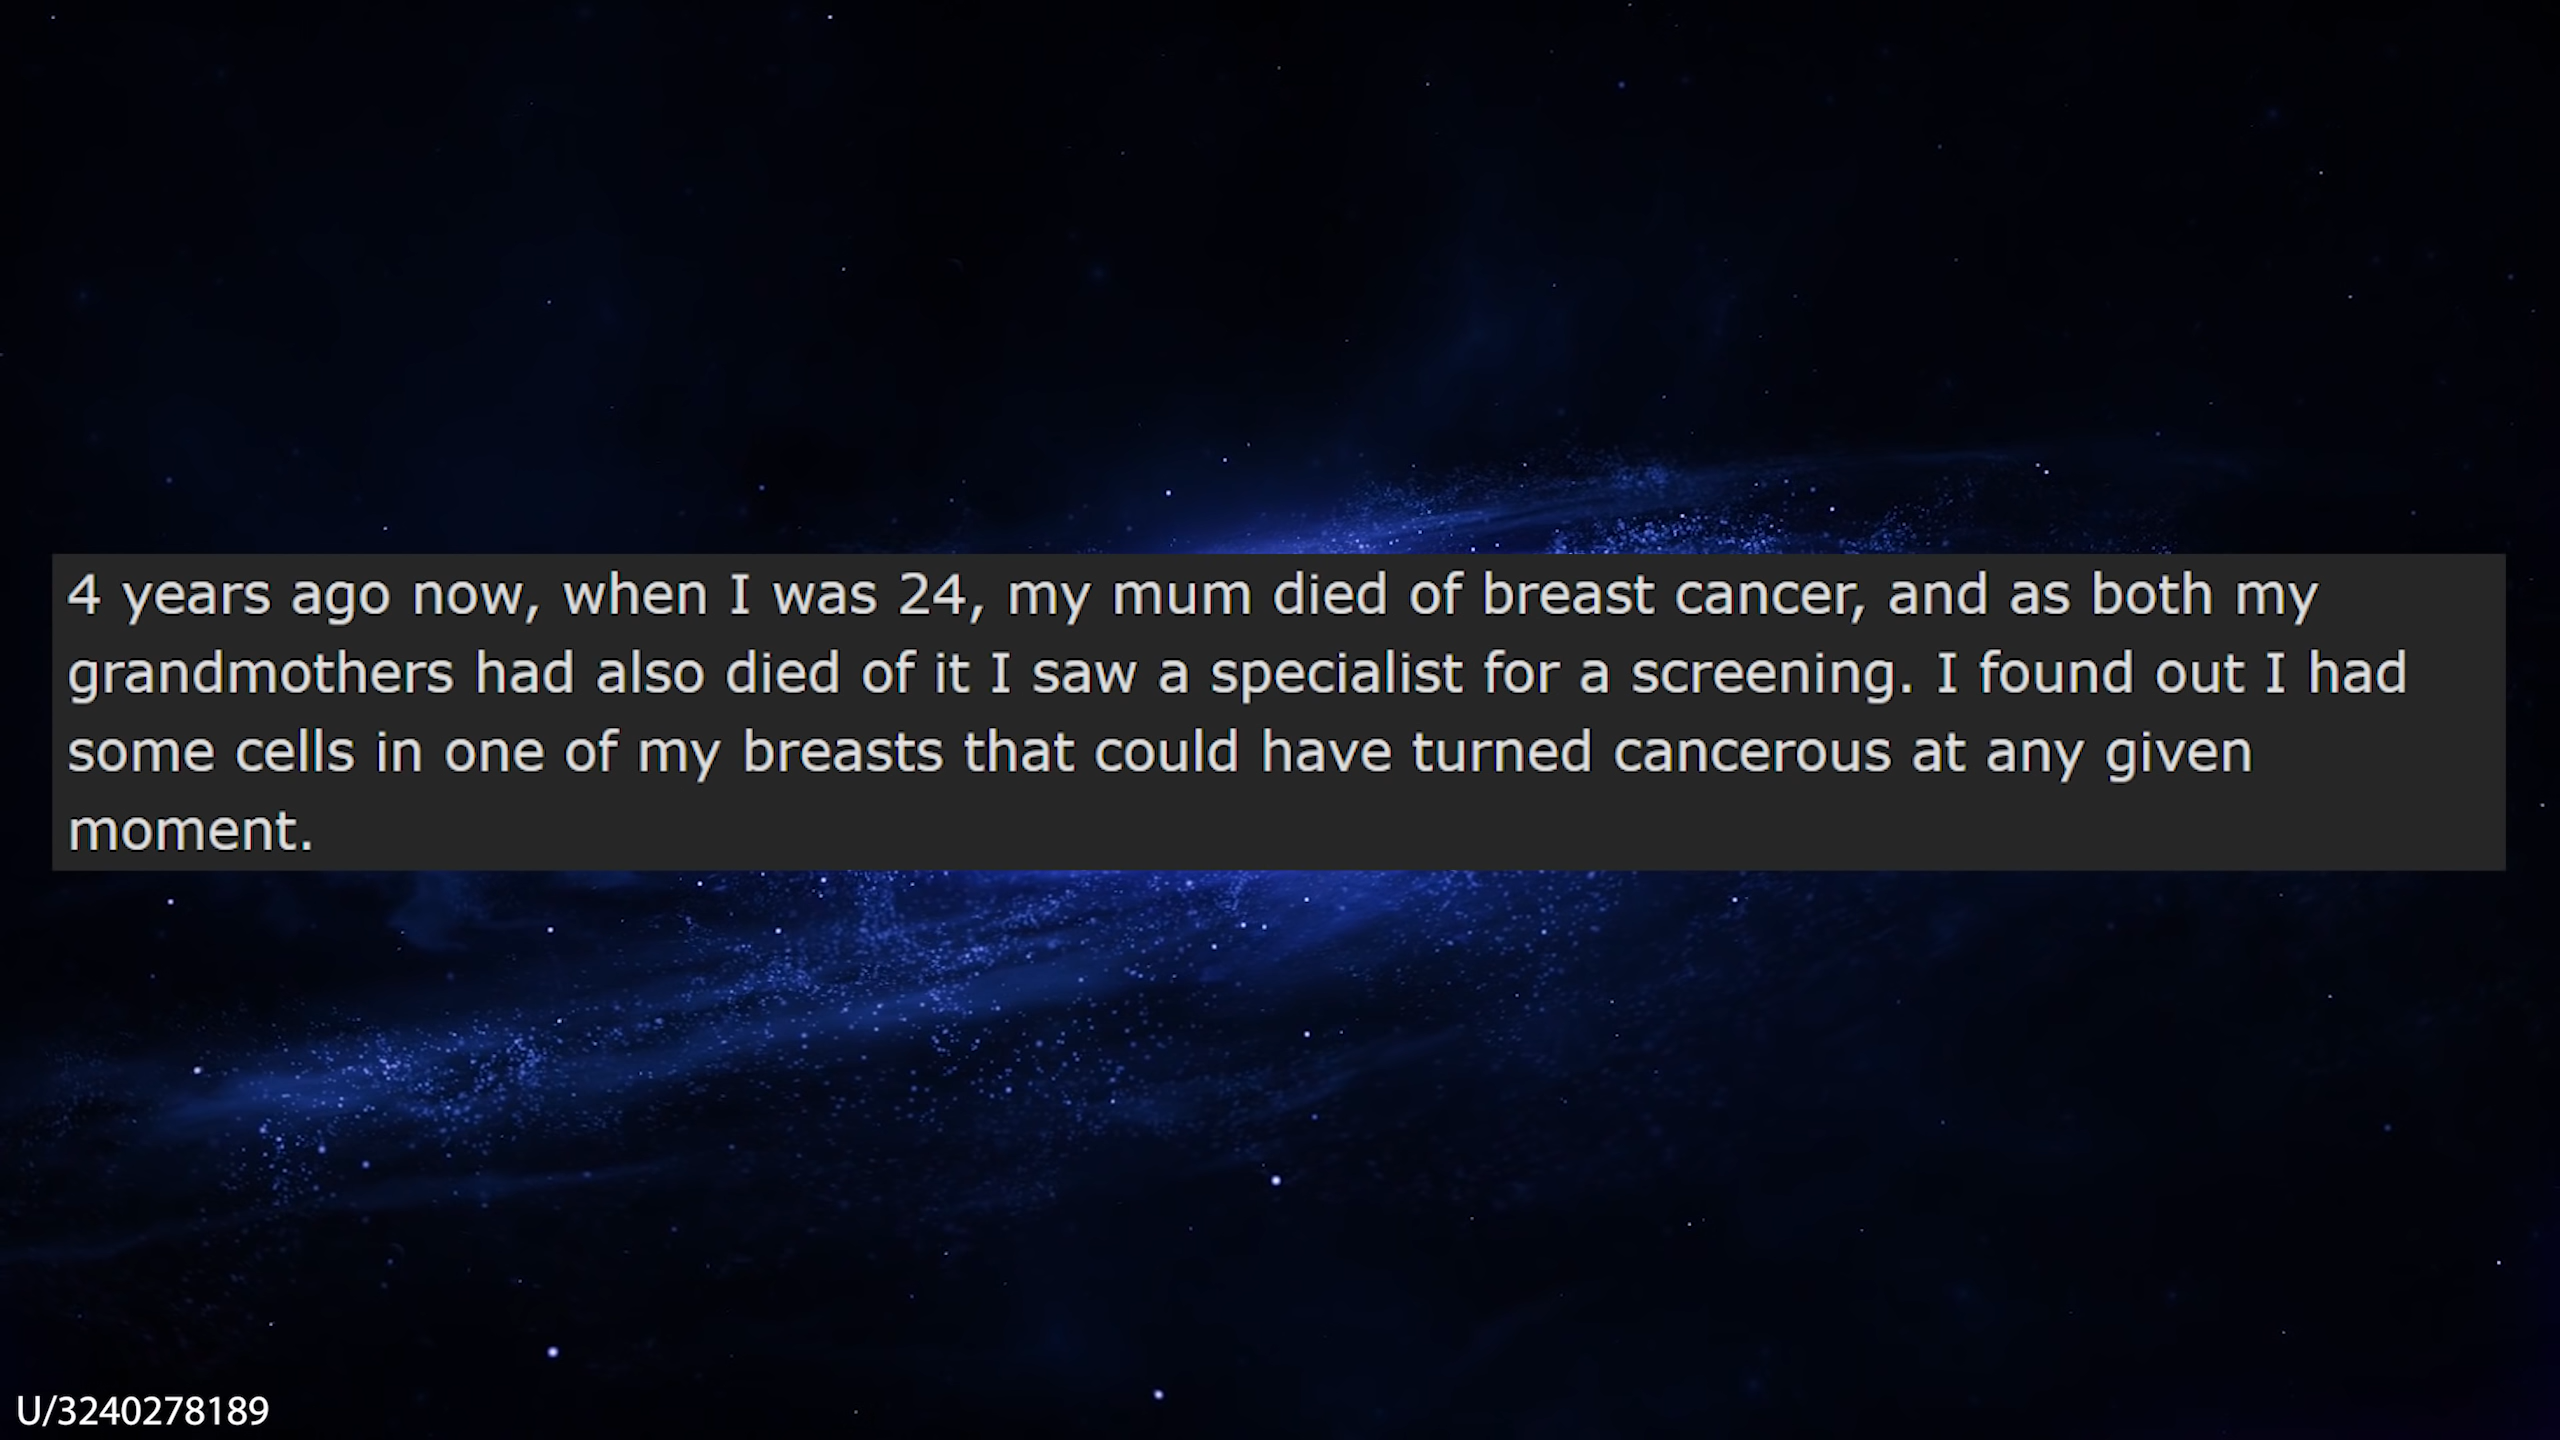 4 years ago now, when I was 24, my mum died of breast cancer, and as both my
grandmothers had also died of it I saw a specialist for a screening. I found out I had
some cells in one of my breasts that could have turned cancerous at any given
moment.
U/3240278189